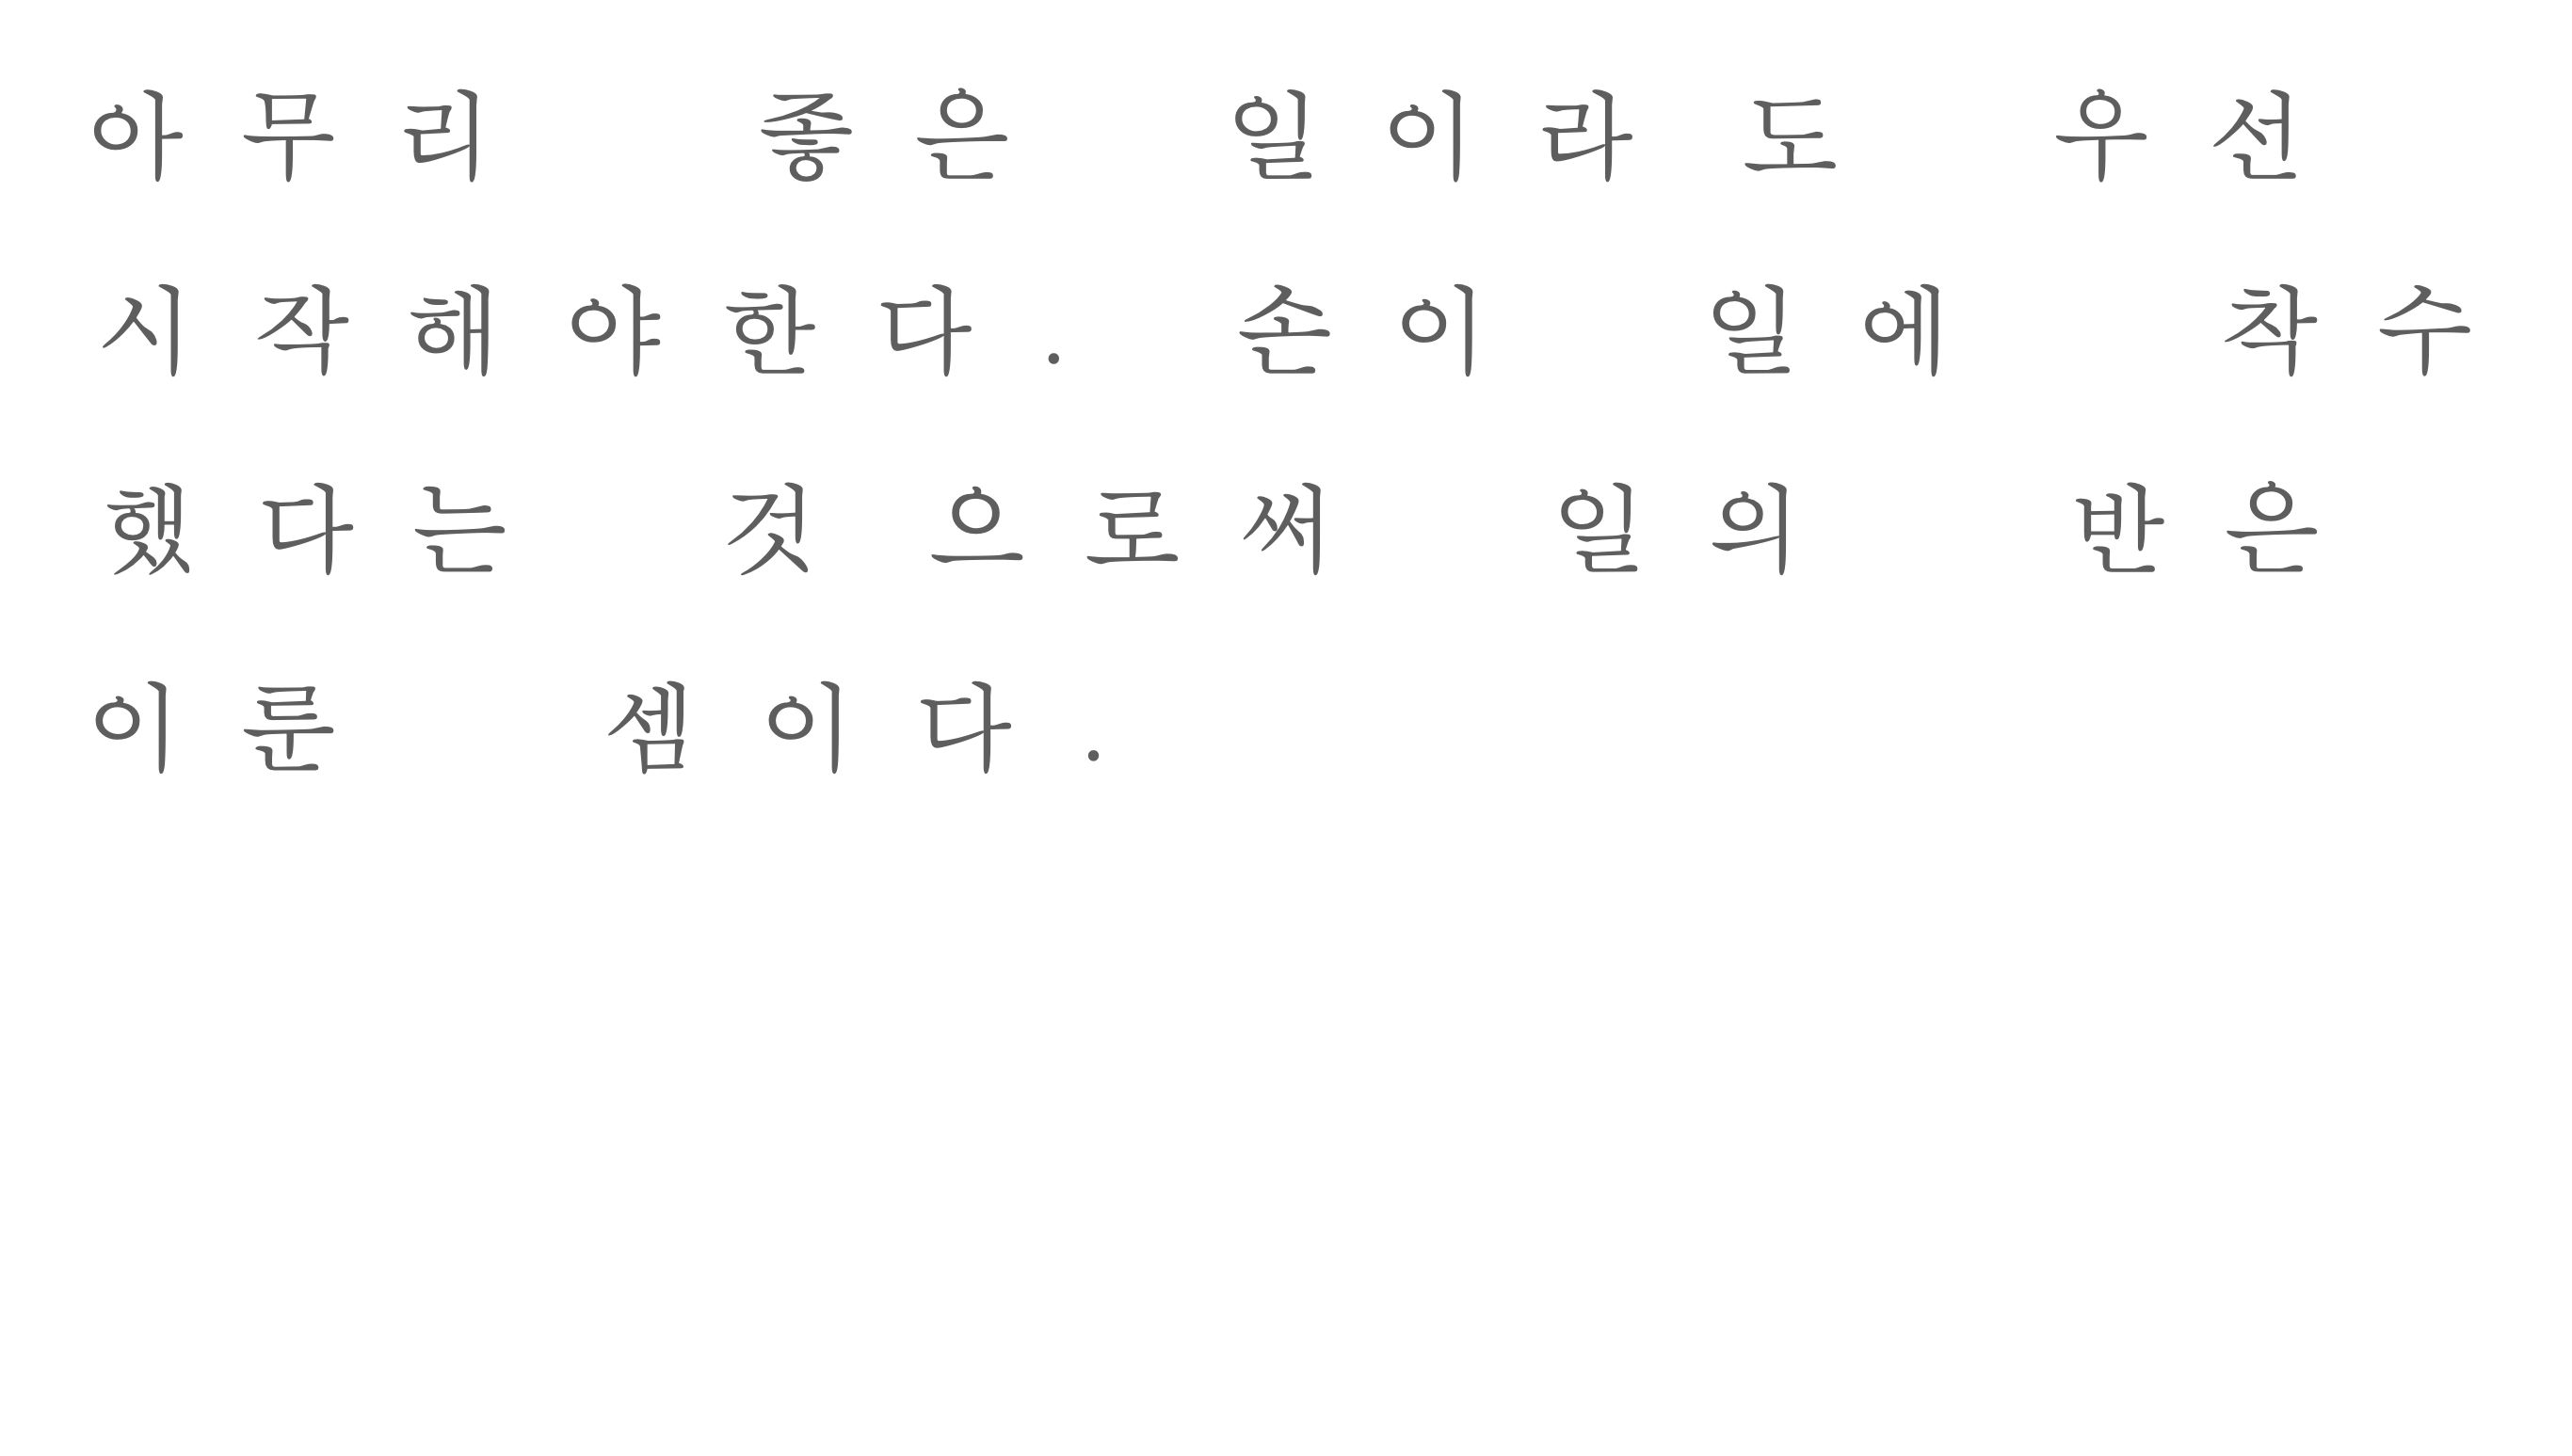 아무리 좋은 일이라도 우선
시작해야한다. 손이 일에 착수
했다는 것으로써 일의 반은
이룬 셈이다.